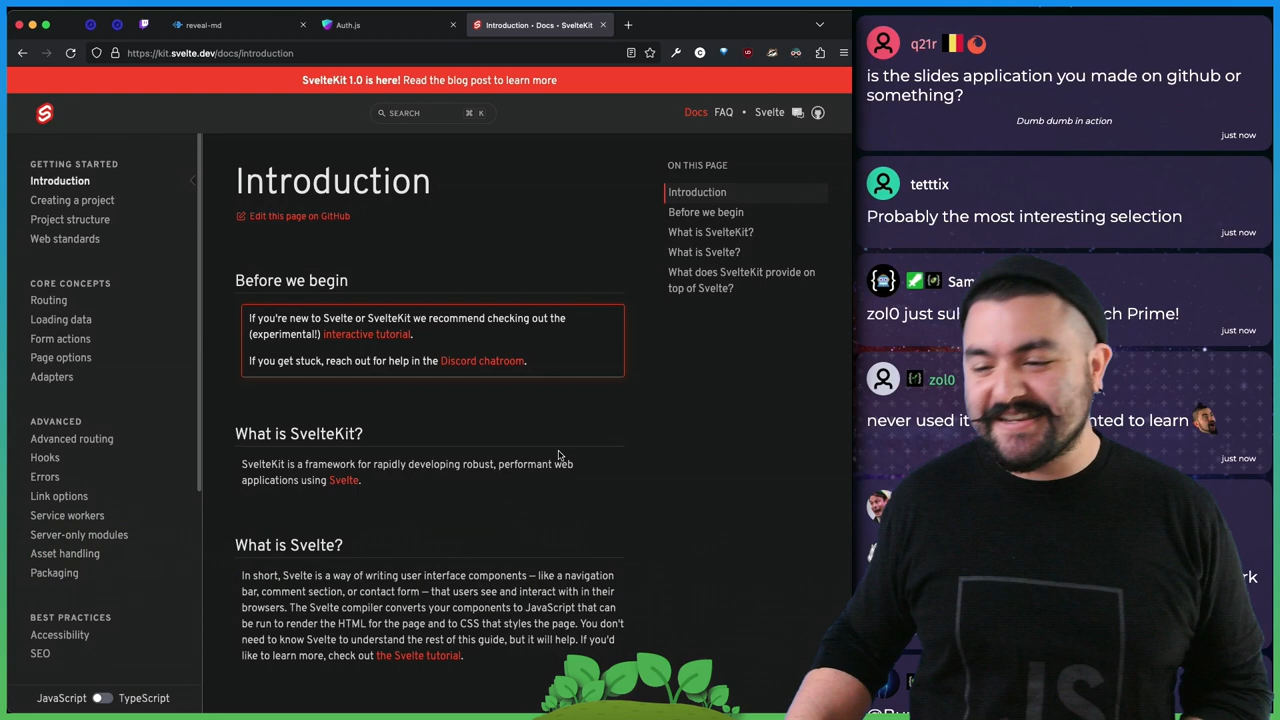 reveal-md
Auth.js
Introduction • Docs • SvelteKit
https://kit.svelte.dev/docs/introduction
SvelteKit 1.0 is here! Read the blog post to learn more
SEARCH ⌘ K
Docs FAQ • Svelte
GETTING STARTED
Introduction
Creating a project
Project structure
Web standards
CORE CONCEPTS
Routing
Loading data
Form actions
Page options
Adapters
ADVANCED
Advanced routing
Hooks
Errors
Link options
Service workers
Server-only modules
Asset handling
Packaging
BEST PRACTICES
Accessibility
SEO
JavaScript TypeScript
Introduction
Edit this page on GitHub
Before we begin
If you're new to Svelte or SvelteKit we recommend checking out the
(experimental!) interactive tutorial.
If you get stuck, reach out for help in the Discord chatroom.
What is SvelteKit?
SvelteKit is a framework for rapidly developing robust, performant web
applications using Svelte.
What is Svelte?
In short, Svelte is a way of writing user interface components — like a navigation
bar, comment section, or contact form — that users see and interact with in their
browsers. The Svelte compiler converts your components to JavaScript that can
be run to render the HTML for the page and to CSS that styles the page. You don't
need to know Svelte to understand the rest of this guide, but it will help. If you'd
like to learn more, check out the Svelte tutorial.
ON THIS PAGE
Introduction
Before we begin
What is SvelteKit?
What is Svelte?
What does SvelteKit provide on
top of Svelte?
q21r
is the slides application you made on github or
something?
Dumb dumb in action
just now
tetttix
Probably the most interesting selection
just now
Sam
zol0 just su ch Prime!
just now
zol0
never used it nted to learn
just now
rk
JS